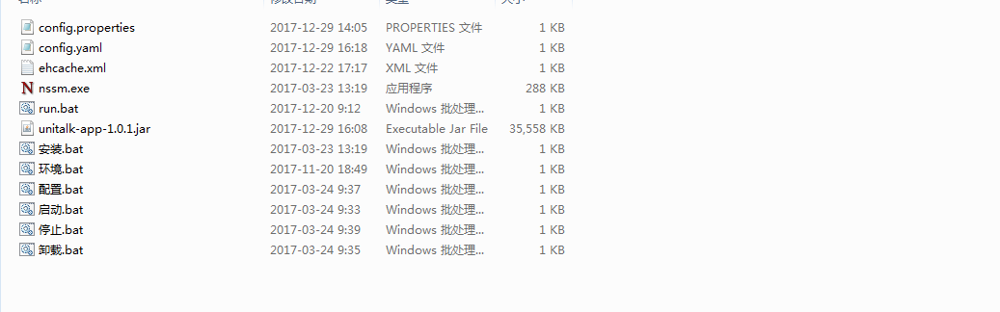 名称 修改日期 类型 大小
config.properties 2017-12-29 14:05 PROPERTIES 文件 1 KB
config.yaml 2017-12-29 16:18 YAML 文件 1 KB
ehcache.xml 2017-12-22 17:17 XML 文件 1 KB
nssm.exe 2017-03-23 13:19 应用程序 288 KB
run.bat 2017-12-20 9:12 Windows 批处理... 1 KB
unitalk-app-1.0.1.jar 2017-12-29 16:08 Executable Jar File 35,558 KB
安装.bat 2017-03-23 13:19 Windows 批处理... 1 KB
环境.bat 2017-11-20 18:49 Windows 批处理... 1 KB
配置.bat 2017-03-24 9:37 Windows 批处理... 1 KB
启动.bat 2017-03-24 9:33 Windows 批处理... 1 KB
停止.bat 2017-03-24 9:39 Windows 批处理... 1 KB
卸载.bat 2017-03-24 9:35 Windows 批处理... 1 KB